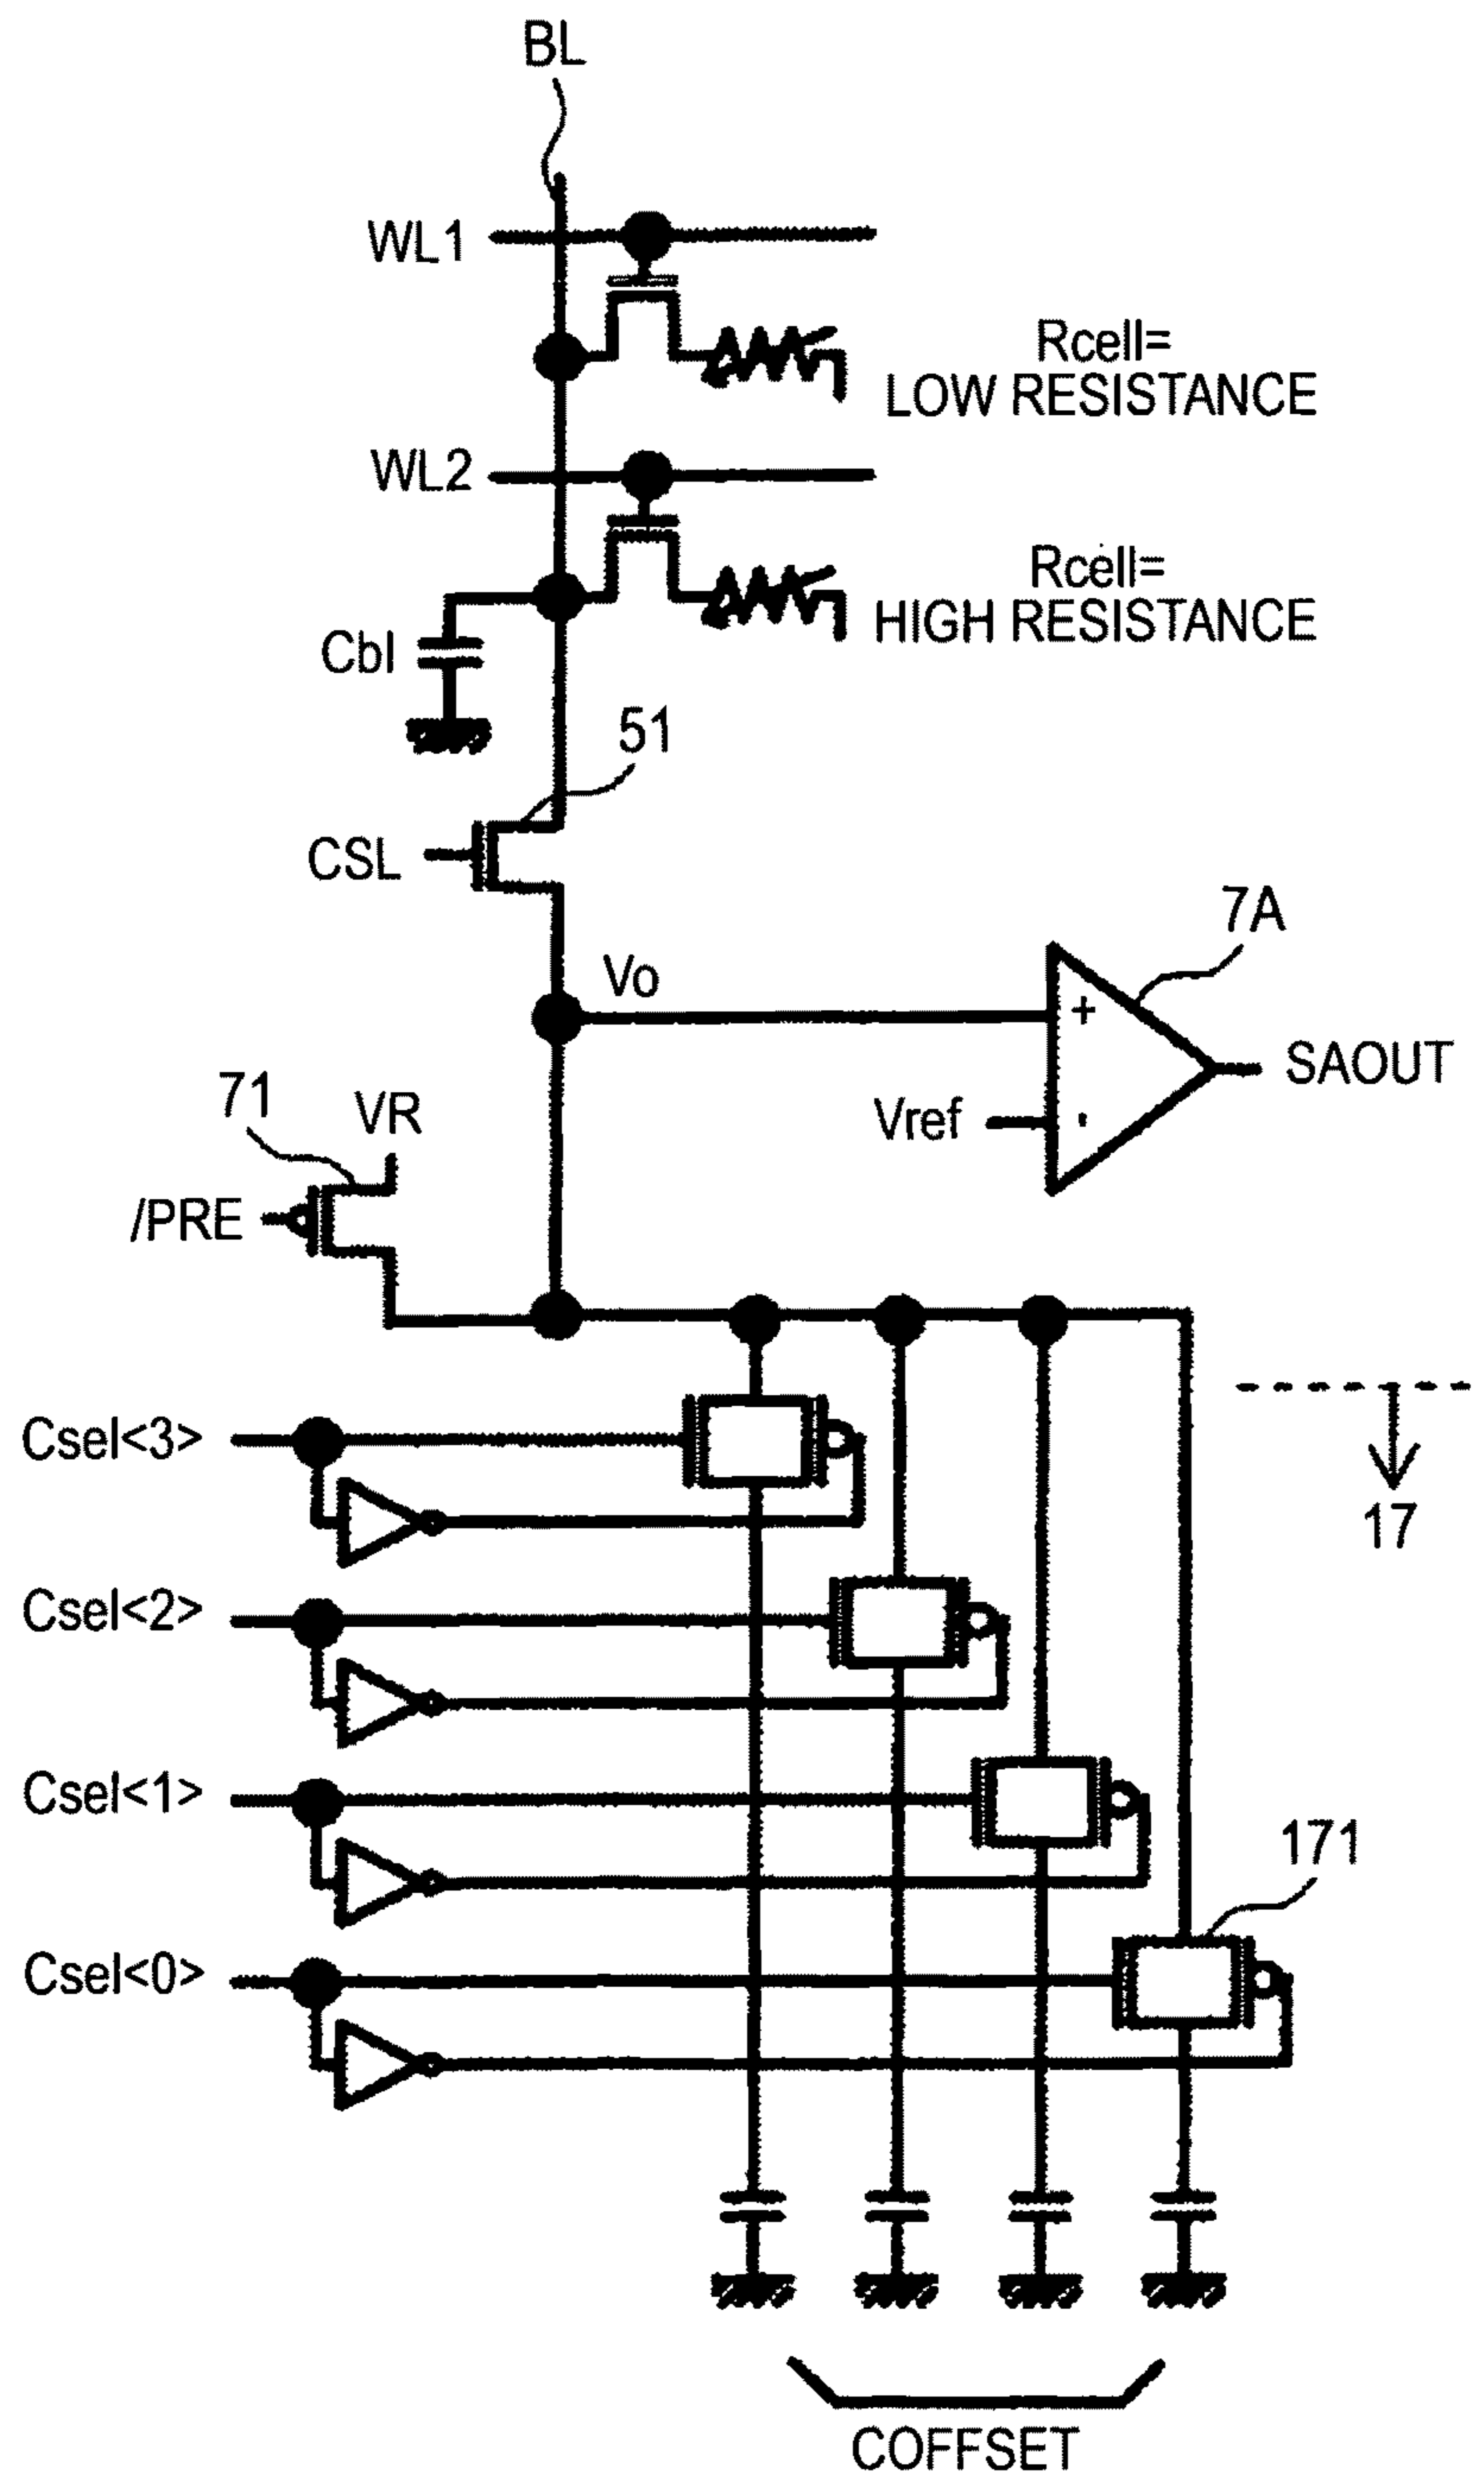 BL
WL1
Rcell=
LOW RESISTANCE
WL2
Rcell=
HIGH RESISTANCE
Cbl
51
CSL
7A
Vo
+
SAOUT
71
VR
Vref
-
/PRE
Csel<3>
17
Csel<2>
Csel<1>
171
Csel<0>
COFFSET